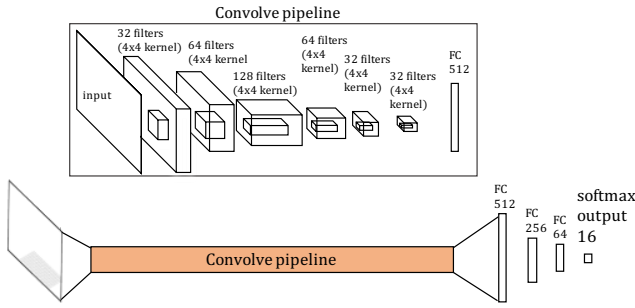 Convolve pipeline
32 filters
(4x4 kernel)
64 filters
(4x4 kernel
128 filters
(4x4 kernel)
64 filters
(4x4
kernel)
32 filters
(4x4
kernel)
32 filters
(4x4
kernel)
FC
512
input
Convolve pipeline
FC
512
FC
256
FC
64
softmax
output
16